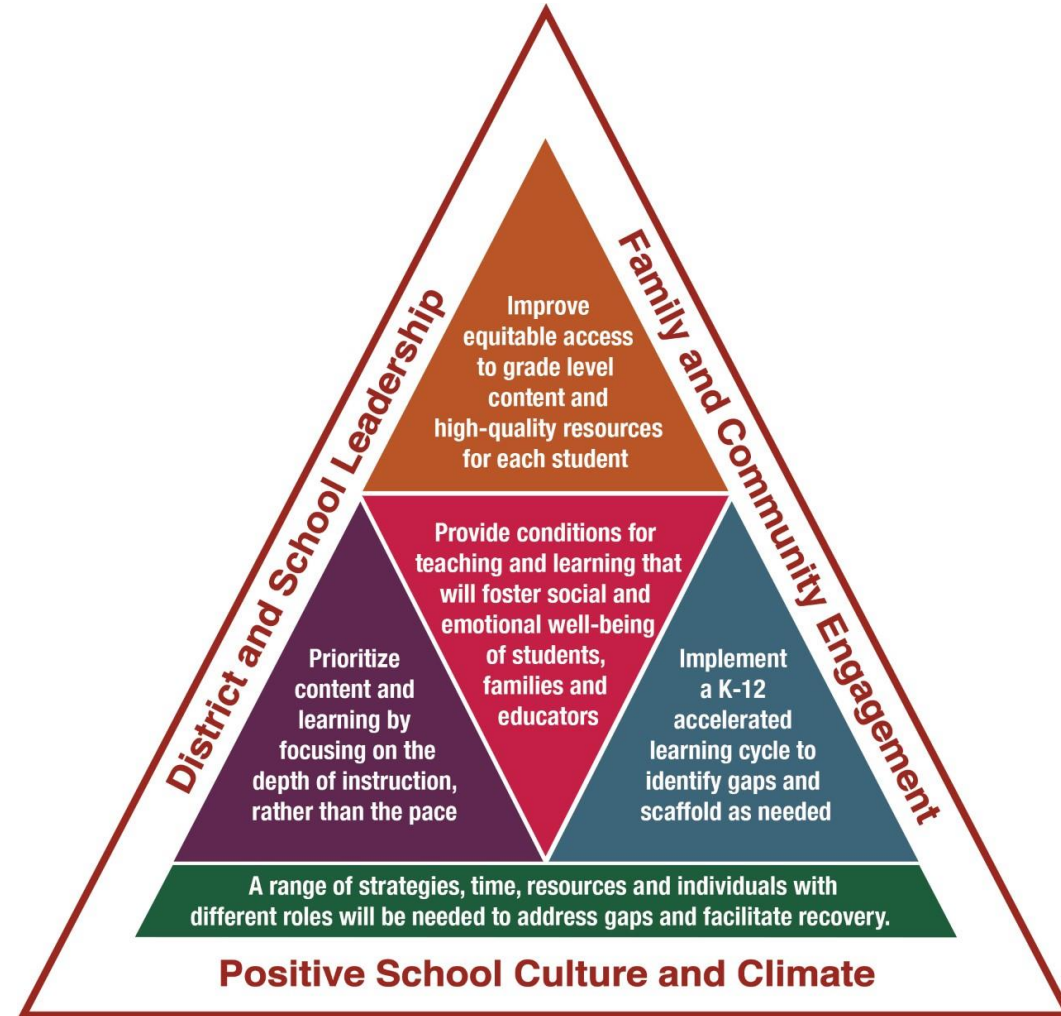 District and School Leadership
Family and Community Engagement
Improve
equitable access
to grade level
content and
high-quality resources
for each student
Provide conditions for
teaching and learning that
will foster social and
emotional well-being
of students,
families and
educators
Prioritize
content and
learning by
focusing on the
depth of instruction,
rather than the pace
Implement
a K-12
accelerated
learning cycle to
identify gaps and
scaffold as needed
A range of strategies, time, resources and individuals with
different roles will be needed to address gaps and facilitate recovery.
Positive School Culture and Climate